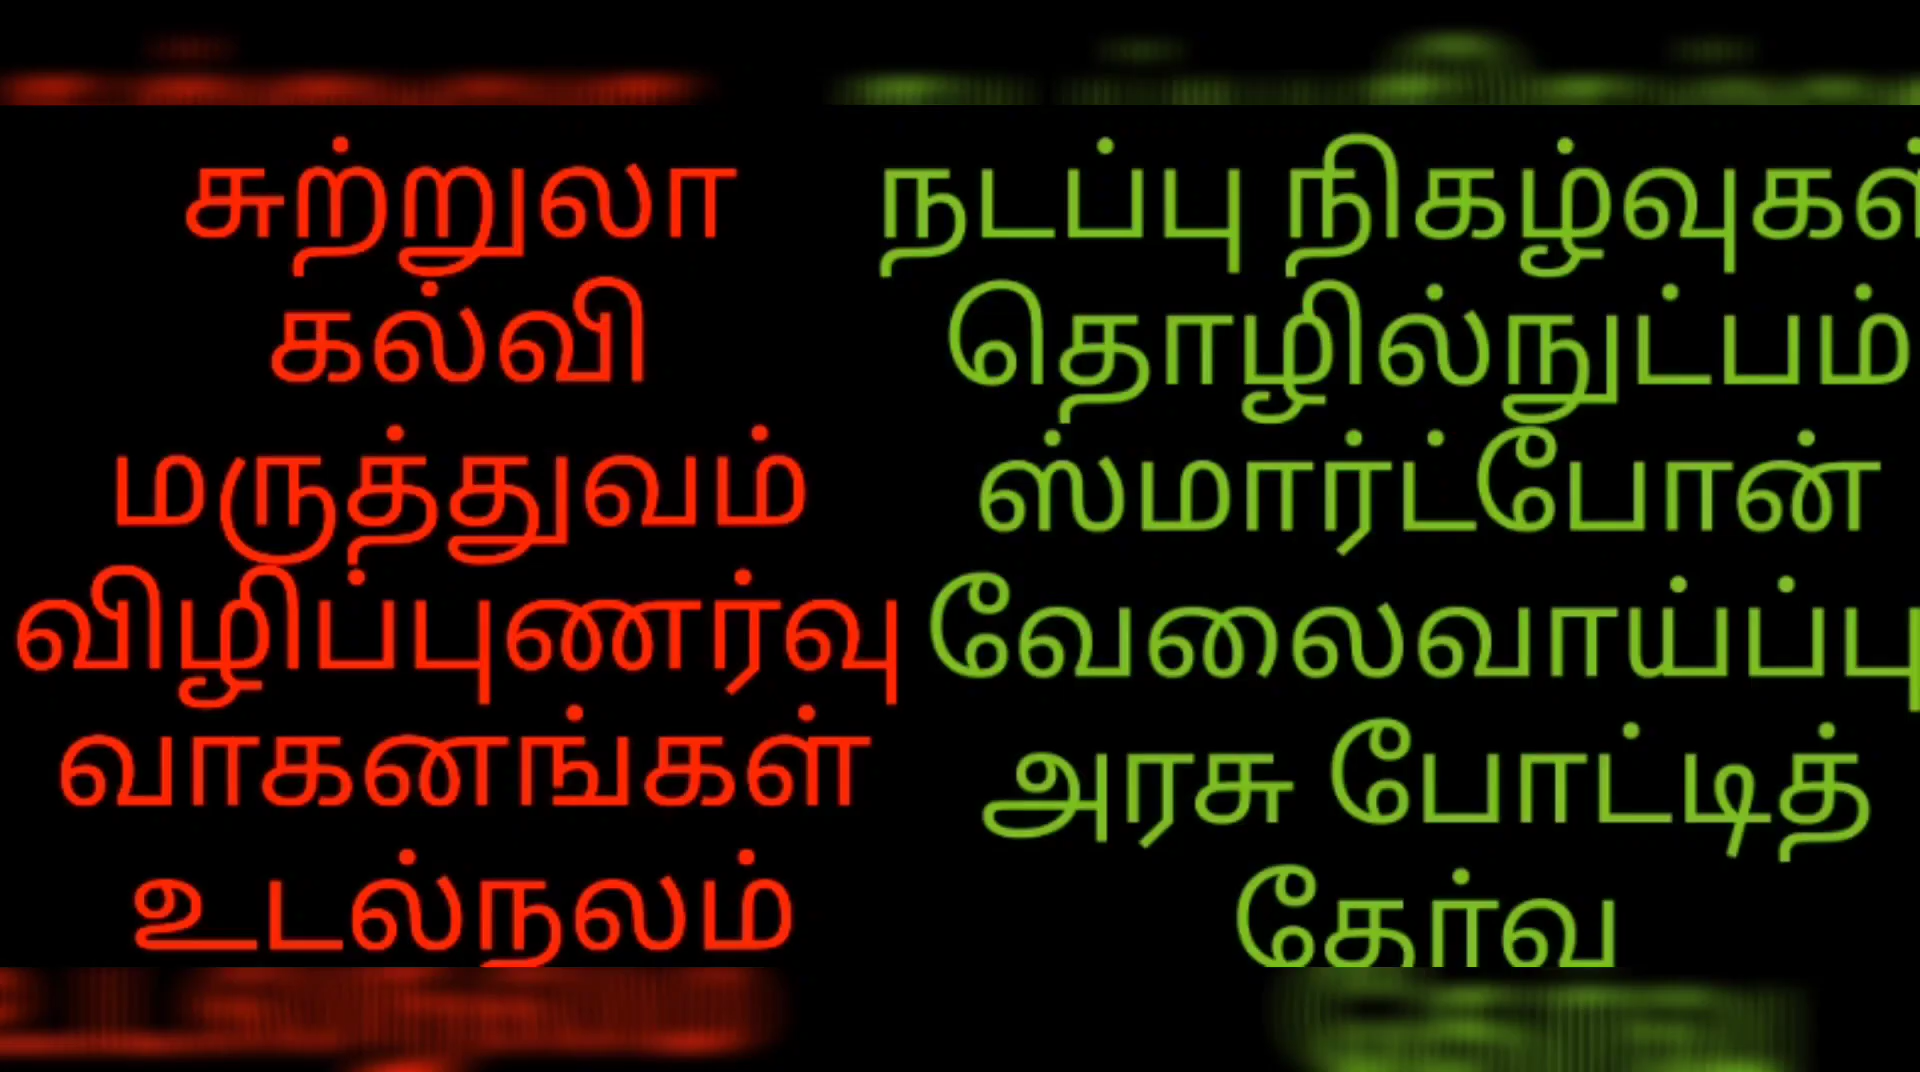 சுற்றுலா
கல்வி
மருத்துவம்
விழிப்புணர்வு
வாகனங்கள்
உடல்நலம்
நடப்பு நிகழ்வுகள்
தொழில்நுட்பம்
ஸ்மார்ட்போன்
வேலைவாய்ப்பு
அரசு போட்டித்